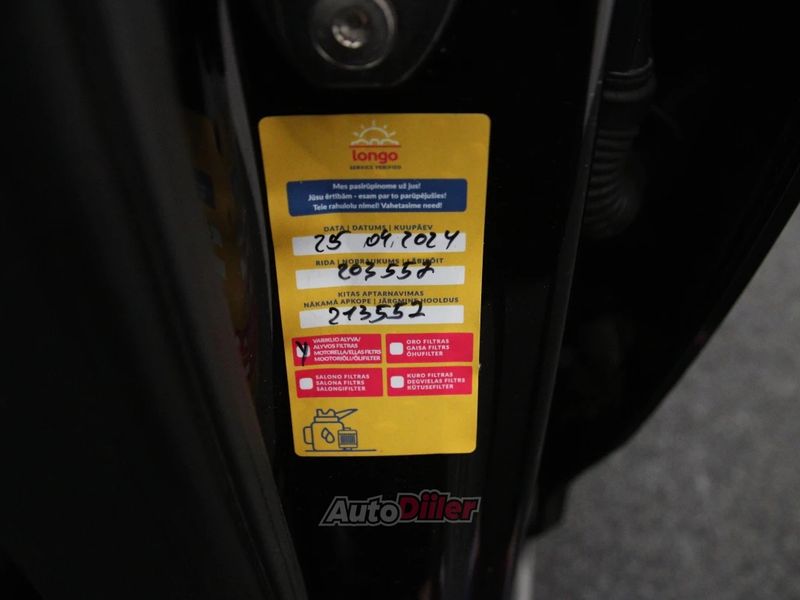 longo
SERVICE VERIFIED
Mes pasirūpinome už jus!
Jūsu ērtībām - esam par to parūpējušies!
Teie rahulolu nimel! Vahetasime need!
DATA | DATUMS | KUUPÄEV
25 .04.2024
RIDA | NOBRAUKUMS | LÄBISÕIT
203552
KITAS APTARNAVIMAS
NĀKAMĀ APKOPE | JÄRGMINE HOOLDUS
213552
VARIKLIO ALYVA/
ALYVOS FILTRAS
MOTOREĻĻA/EĻĻAS FILTRS
MOOTORIÕLI/ÕLIFILTER
ORO FILTRAS
GAISA FILTRS
ÕHUFILTER
SALONO FILTRAS
SALONA FILTRS
SALONGIFILTER
KURO FILTRAS
DEGVIELAS FILTRS
KÜTUSEFILTER
AutoDiiler